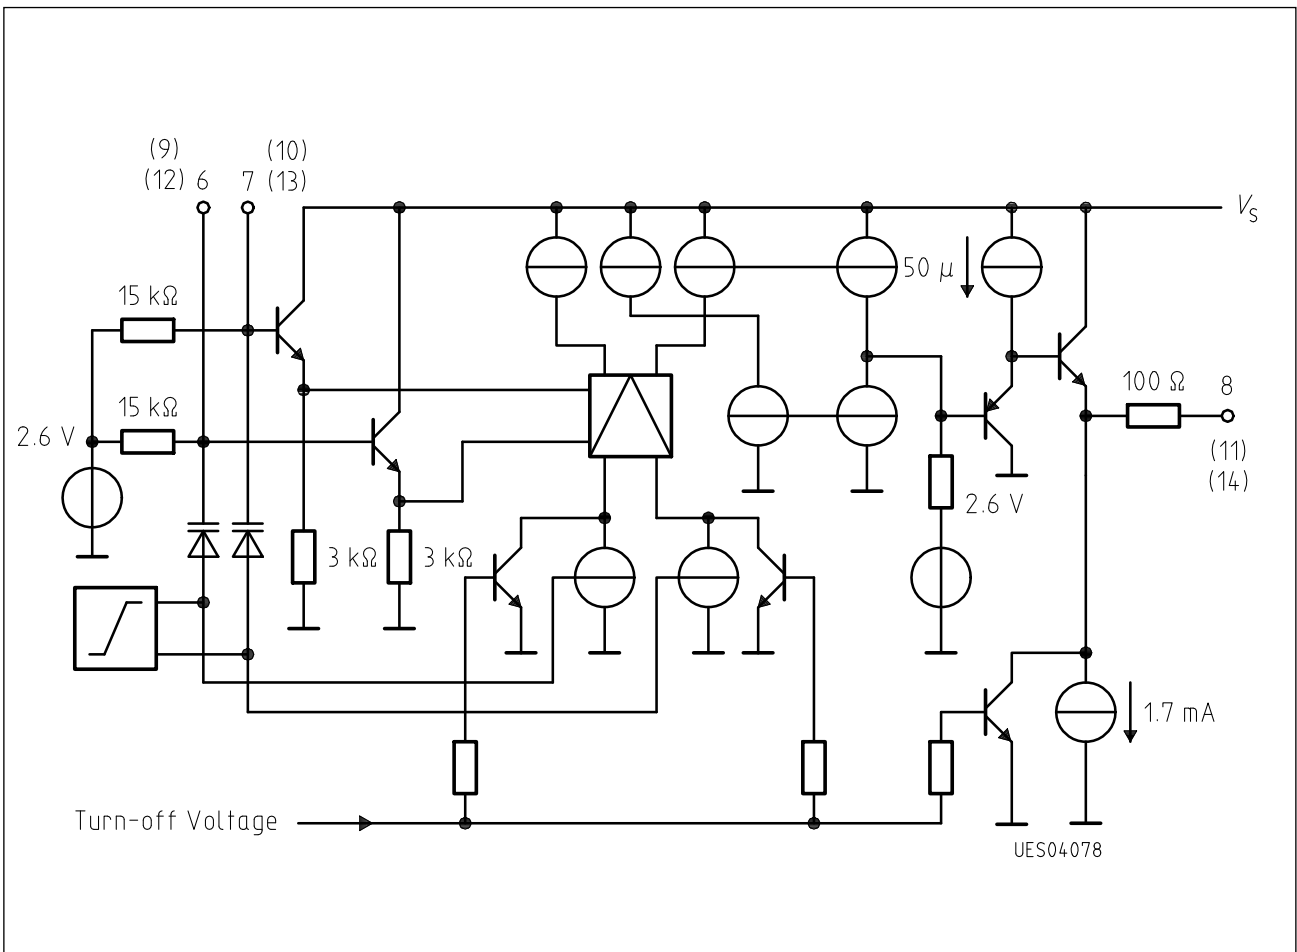 (9) (10)
(12) 6 7 (13)
VS
50 μ
15 kΩ
15 kΩ
100 Ω 8
2.6 V
(11)
(14)
2.6 V
3 kΩ 3 kΩ
1.7 mA
Turn-off Voltage
UES04078